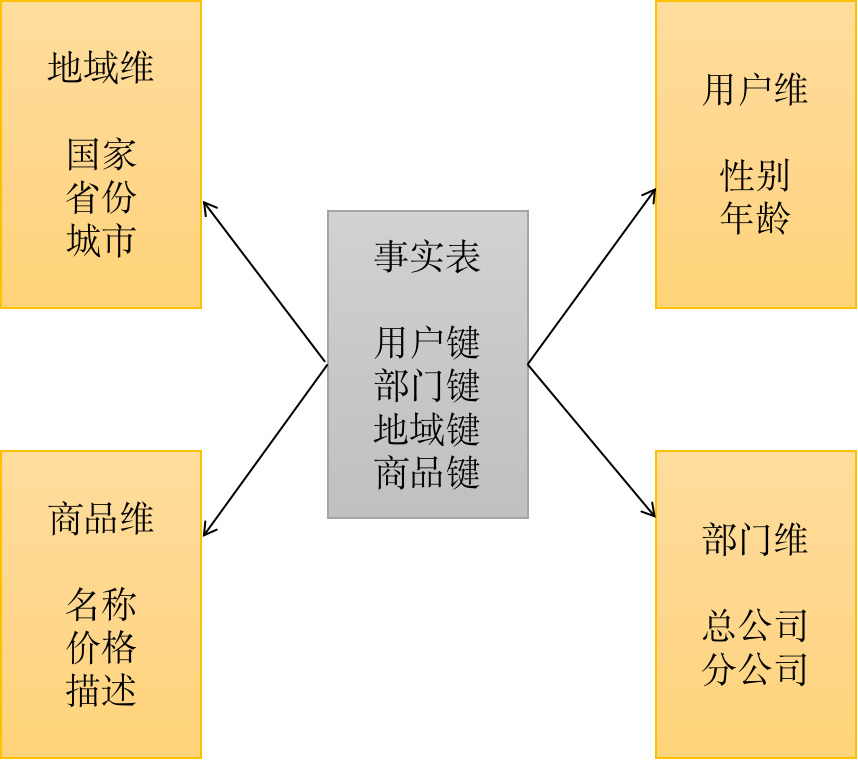 地域维
国家
省份
城市
用户维
性别
年龄
事实表
用户键
部门键
地域键
商品键
商品维
名称
价格
描述
部门维
总公司
分公司